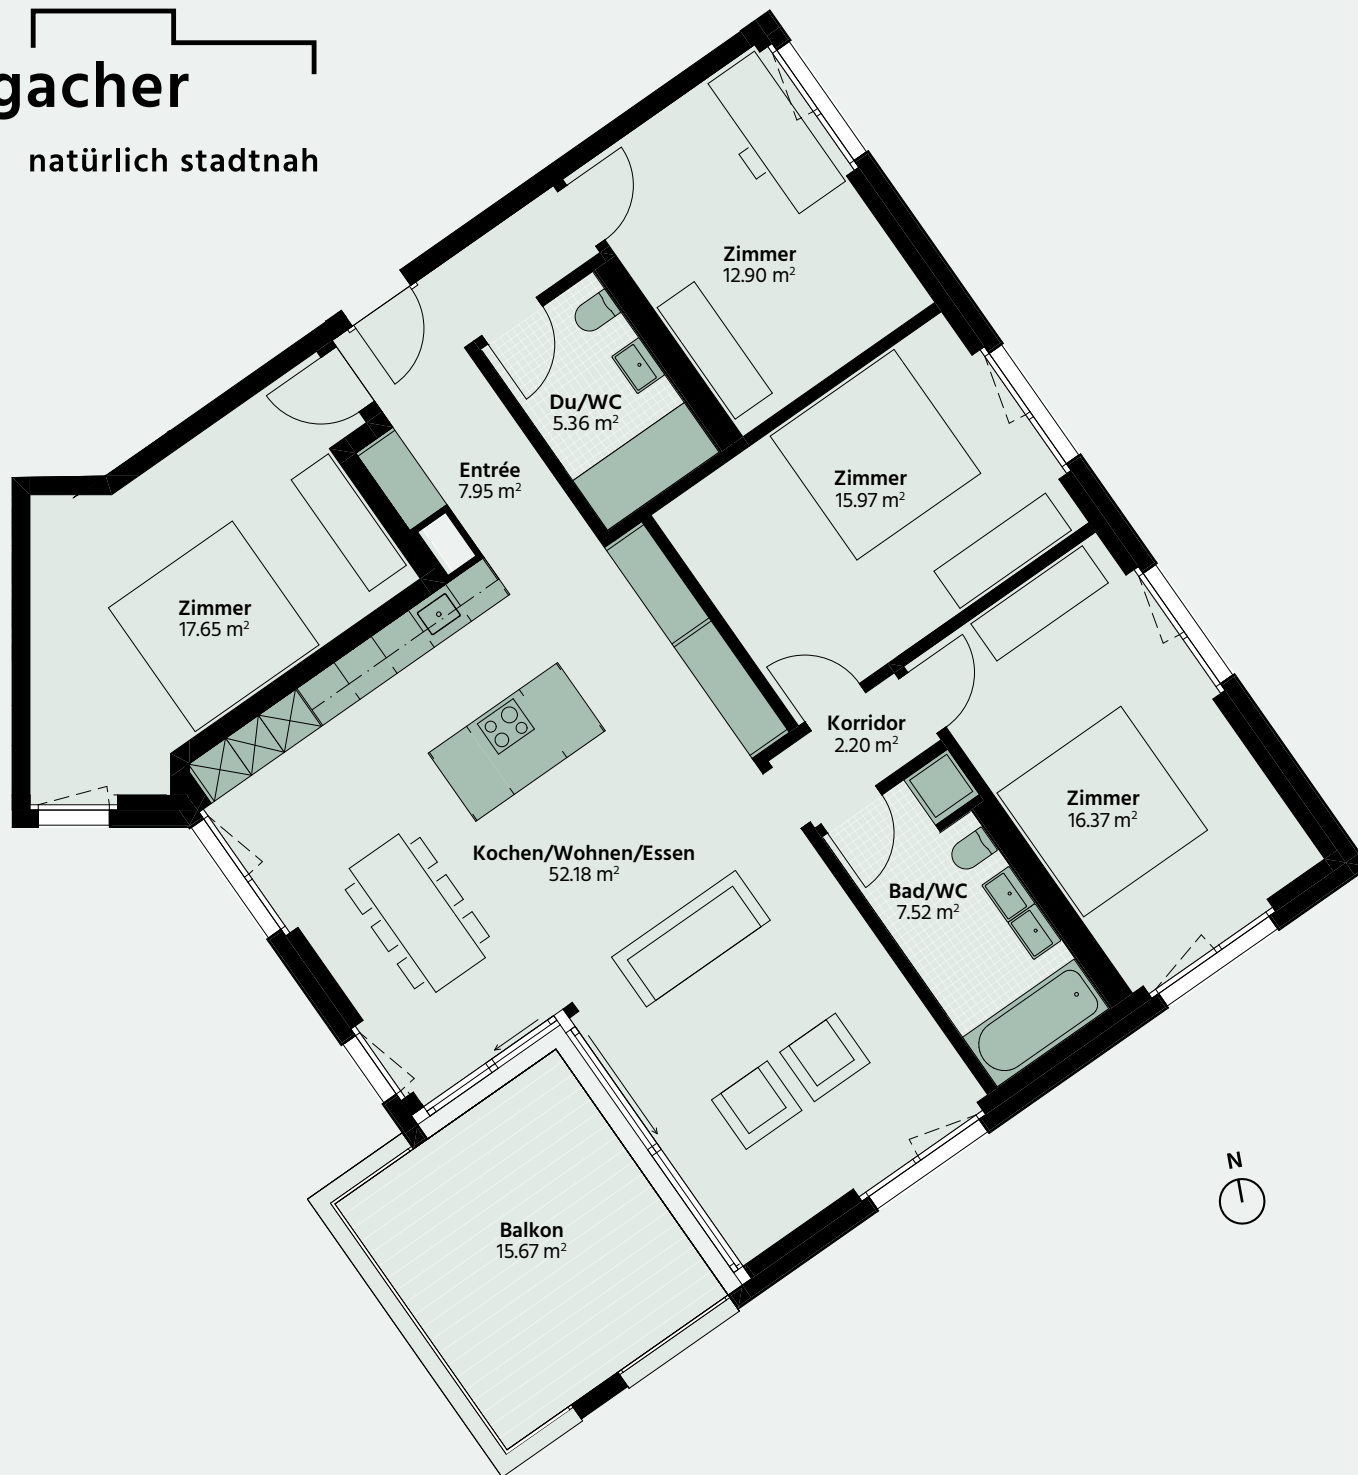 gacher
natürlich stadtnah
Zimmer
12.90 m²
Du/WC
5.36 m²
Entrée
7.95 m²
Zimmer
15.97 m²
Zimmer
17.65 m²
Korridor
2.20 m²
Zimmer
16.37 m²
Kochen/Wohnen/Essen
52.18 m²
Bad/WC
7.52 m²
N
Balkon
15.67 m²